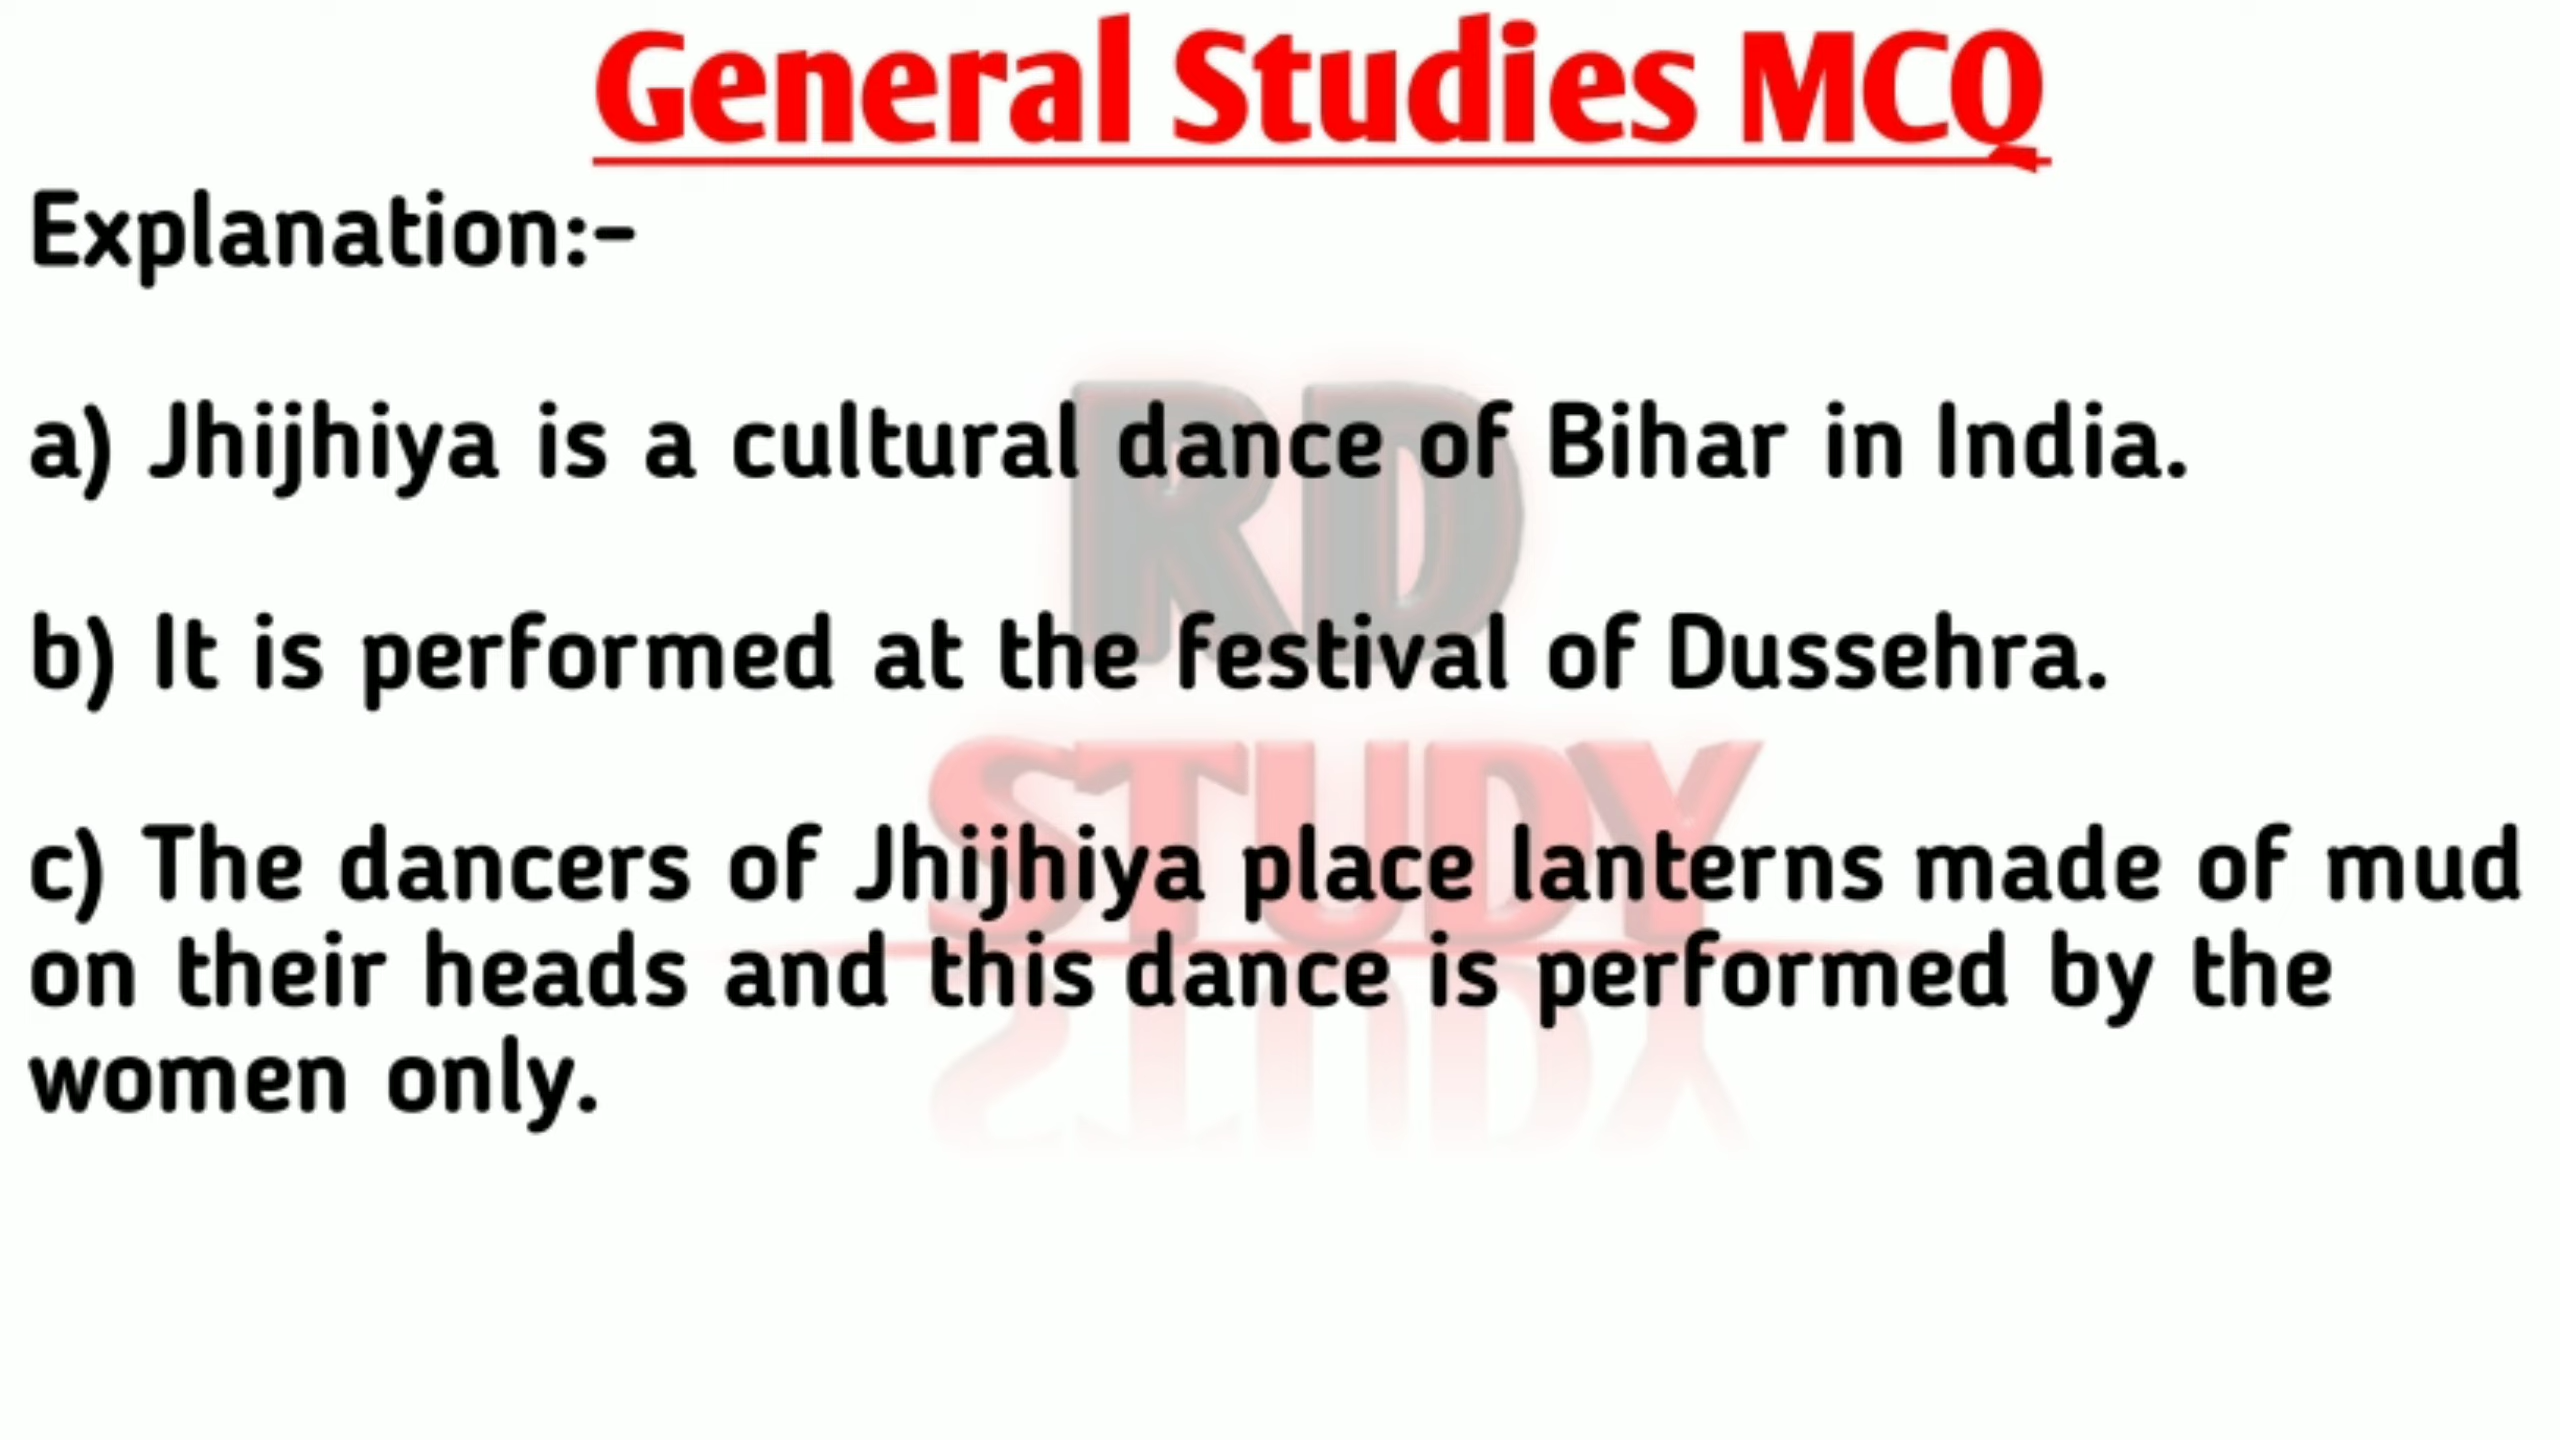 General Studies MCQ
Explanation:-
a) Jhijhiya is a cultural dance of Bihar in India.
b) It is performed at the festival of Dussehra.
c) The dancers of Jhijhiya place lanterns made of mud
on their heads and this dance is performed by the
women only.
RD
STUDY